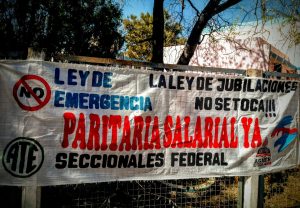 NO
LEY DE EMERGENCIA
LA LEY DE JUBILACIONES
NO SE TOCA!!!
PARITARIA SALARIAL YA
ATE
SECCIONALES FEDERAL